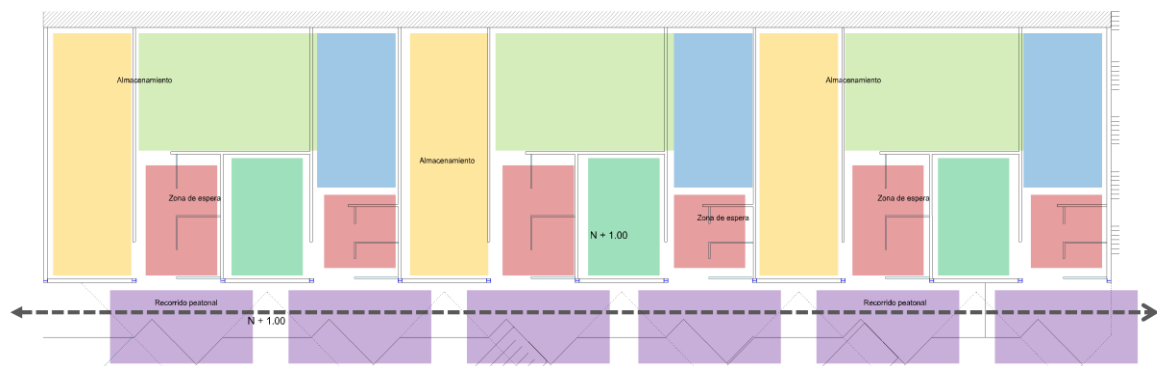 Almacenamiento
Almacenamiento
Almacenamiento
Zona de espera
Zona de espera
Zona de espera
N + 1.00
Recorrido peatonal
Recorrido peatonal
N + 1.00